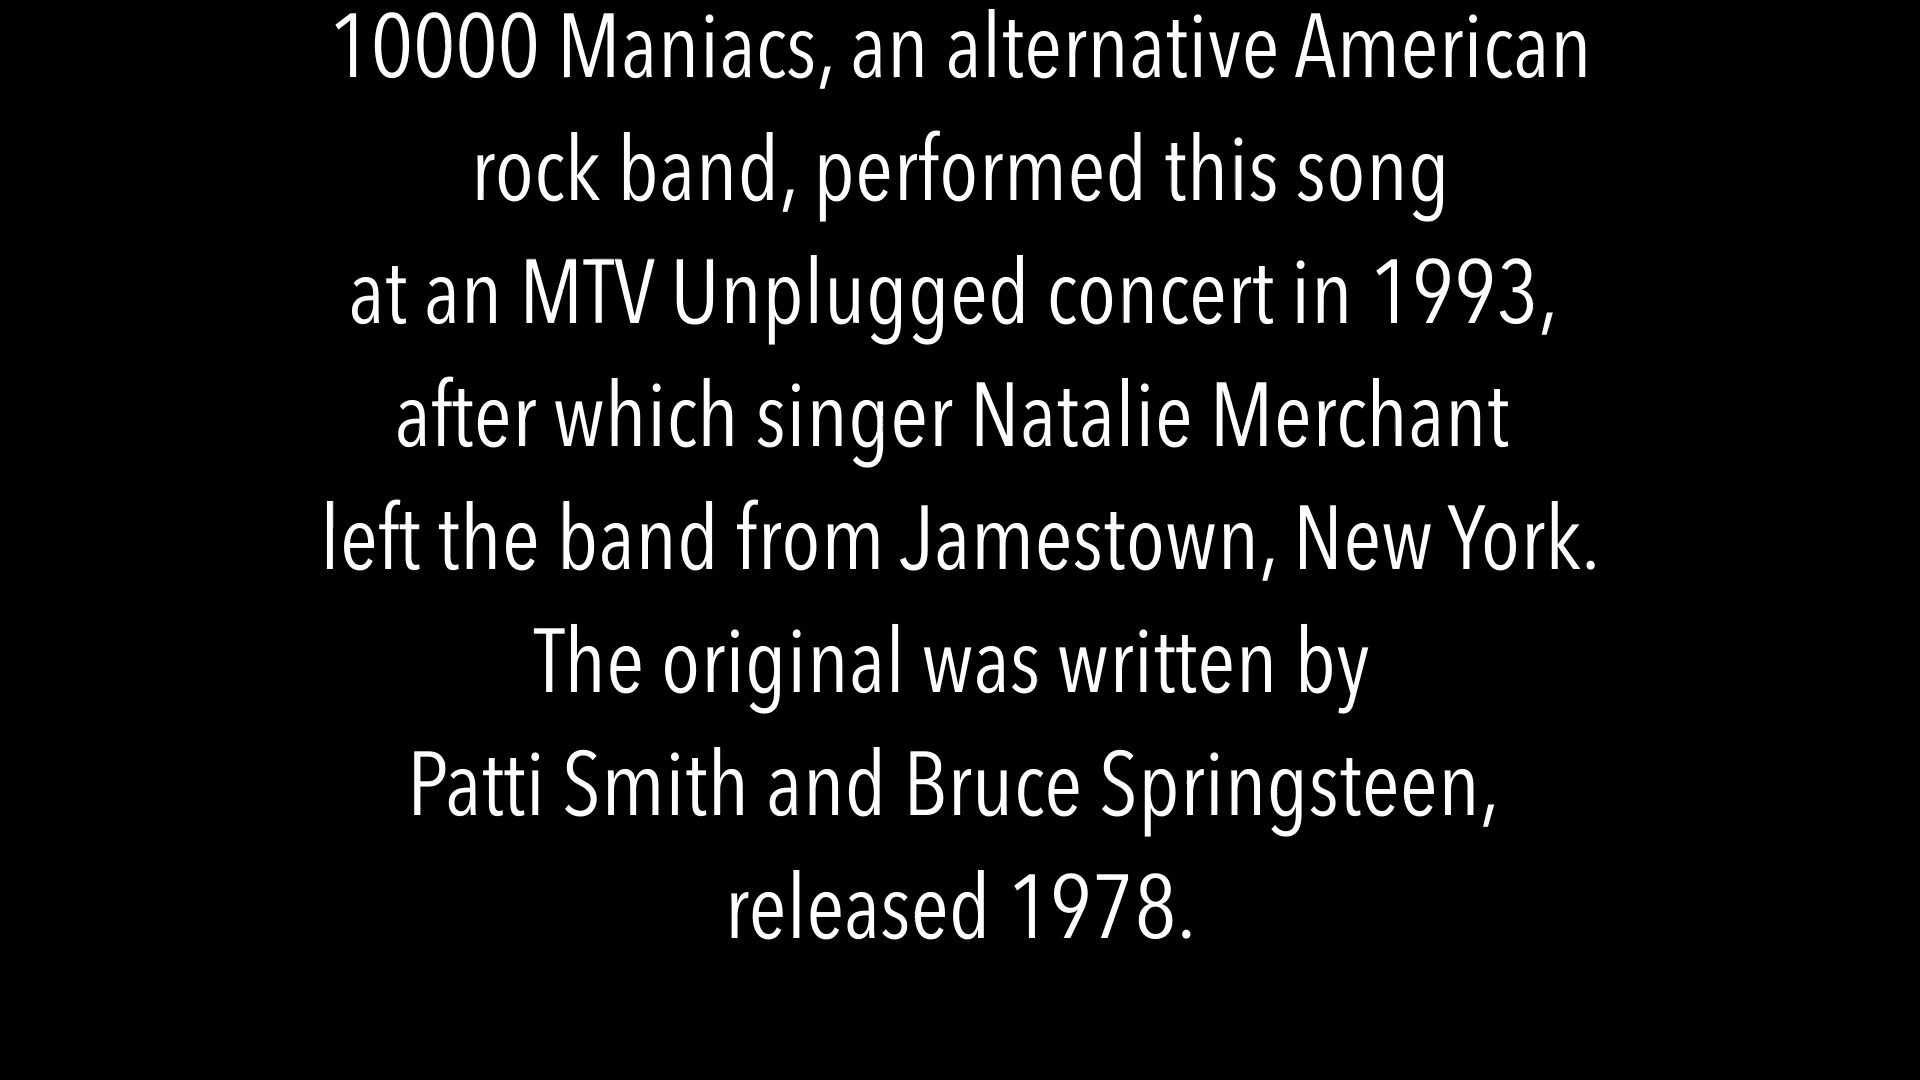 10000 Maniacs, an alternative American
rock band, performed this song
at an MTV Unplugged concert in 1993,
after which singer Natalie Merchant
left the band from Jamestown, New York.
The original was written by
Patti Smith and Bruce Springsteen,
released 1978.